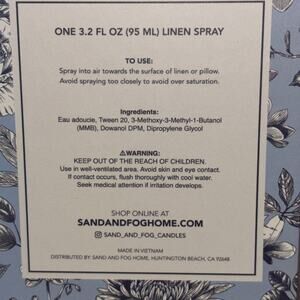 ONE 3.2 FL OZ (95 ML) LINEN SPRAY
TO USE:
Spray into air towards the surface of linen or pillow.
Avoid spraying too closely to avoid over saturation.
Ingredients:
Eau adoucie, Tween 20, 3-Methoxy-3-Methyl-1-Butanol
(MMB), Dowanol DPM, Dipropylene Glycol
⚠WARNING:
KEEP OUT OF THE REACH OF CHILDREN.
Use in well-ventilated area. Avoid skin and eye contact.
If contact occurs, flush thoroughly with cool water.
Seek medical attention if irritation develops.
SHOP ONLINE AT
SANDANDFOGHOME.COM
SAND_AND_FOG_CANDLES
MADE IN VIETNAM
DISTRIBUTED BY: SAND AND FOG HOME, HUNTINGTON BEACH, CA 92648